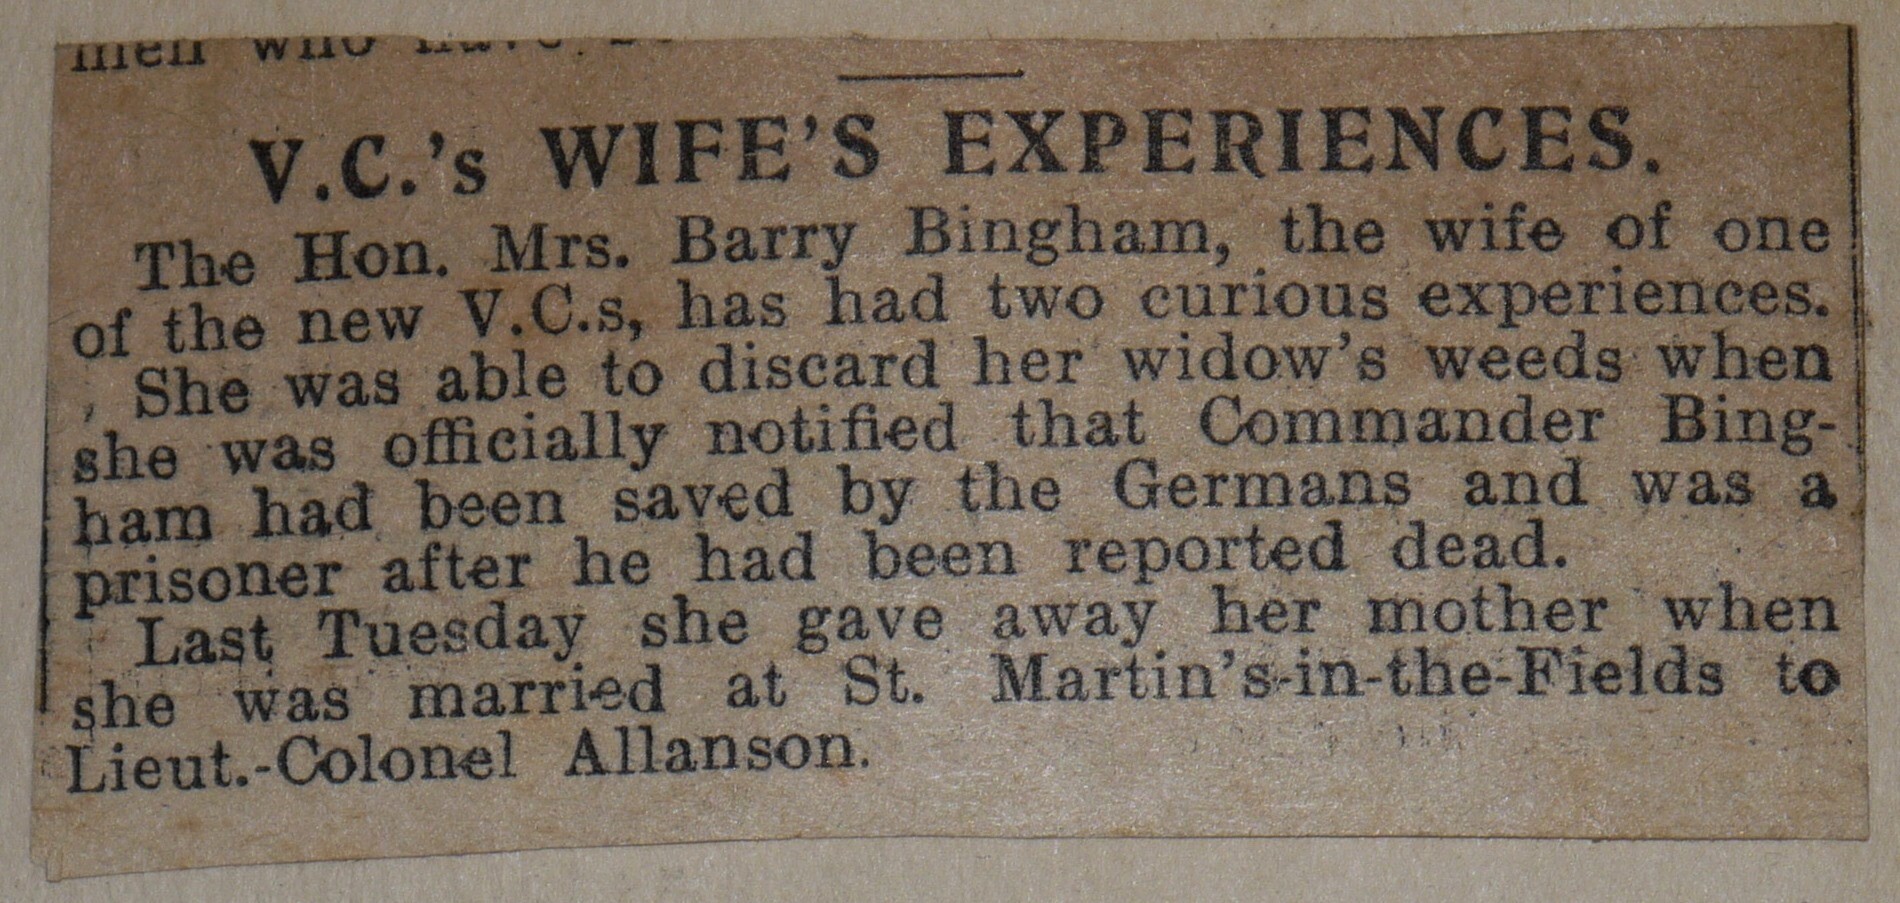 men who have
V.C.'s WIFE'S EXPERIENCES.
The Hon. Mrs. Barry Bingham, the wife of one
of the new V.C.s, has had two curious experiences.
She was able to discard her widow's weeds when
she was officially notified that Commander Bing-
ham had been saved by the Germans and was a
prisoner after he had been reported dead.
Last Tuesday she gave away her mother when
she was married at St. Martin's-in-the-Fields to
Lieut.-Colonel Allanson.